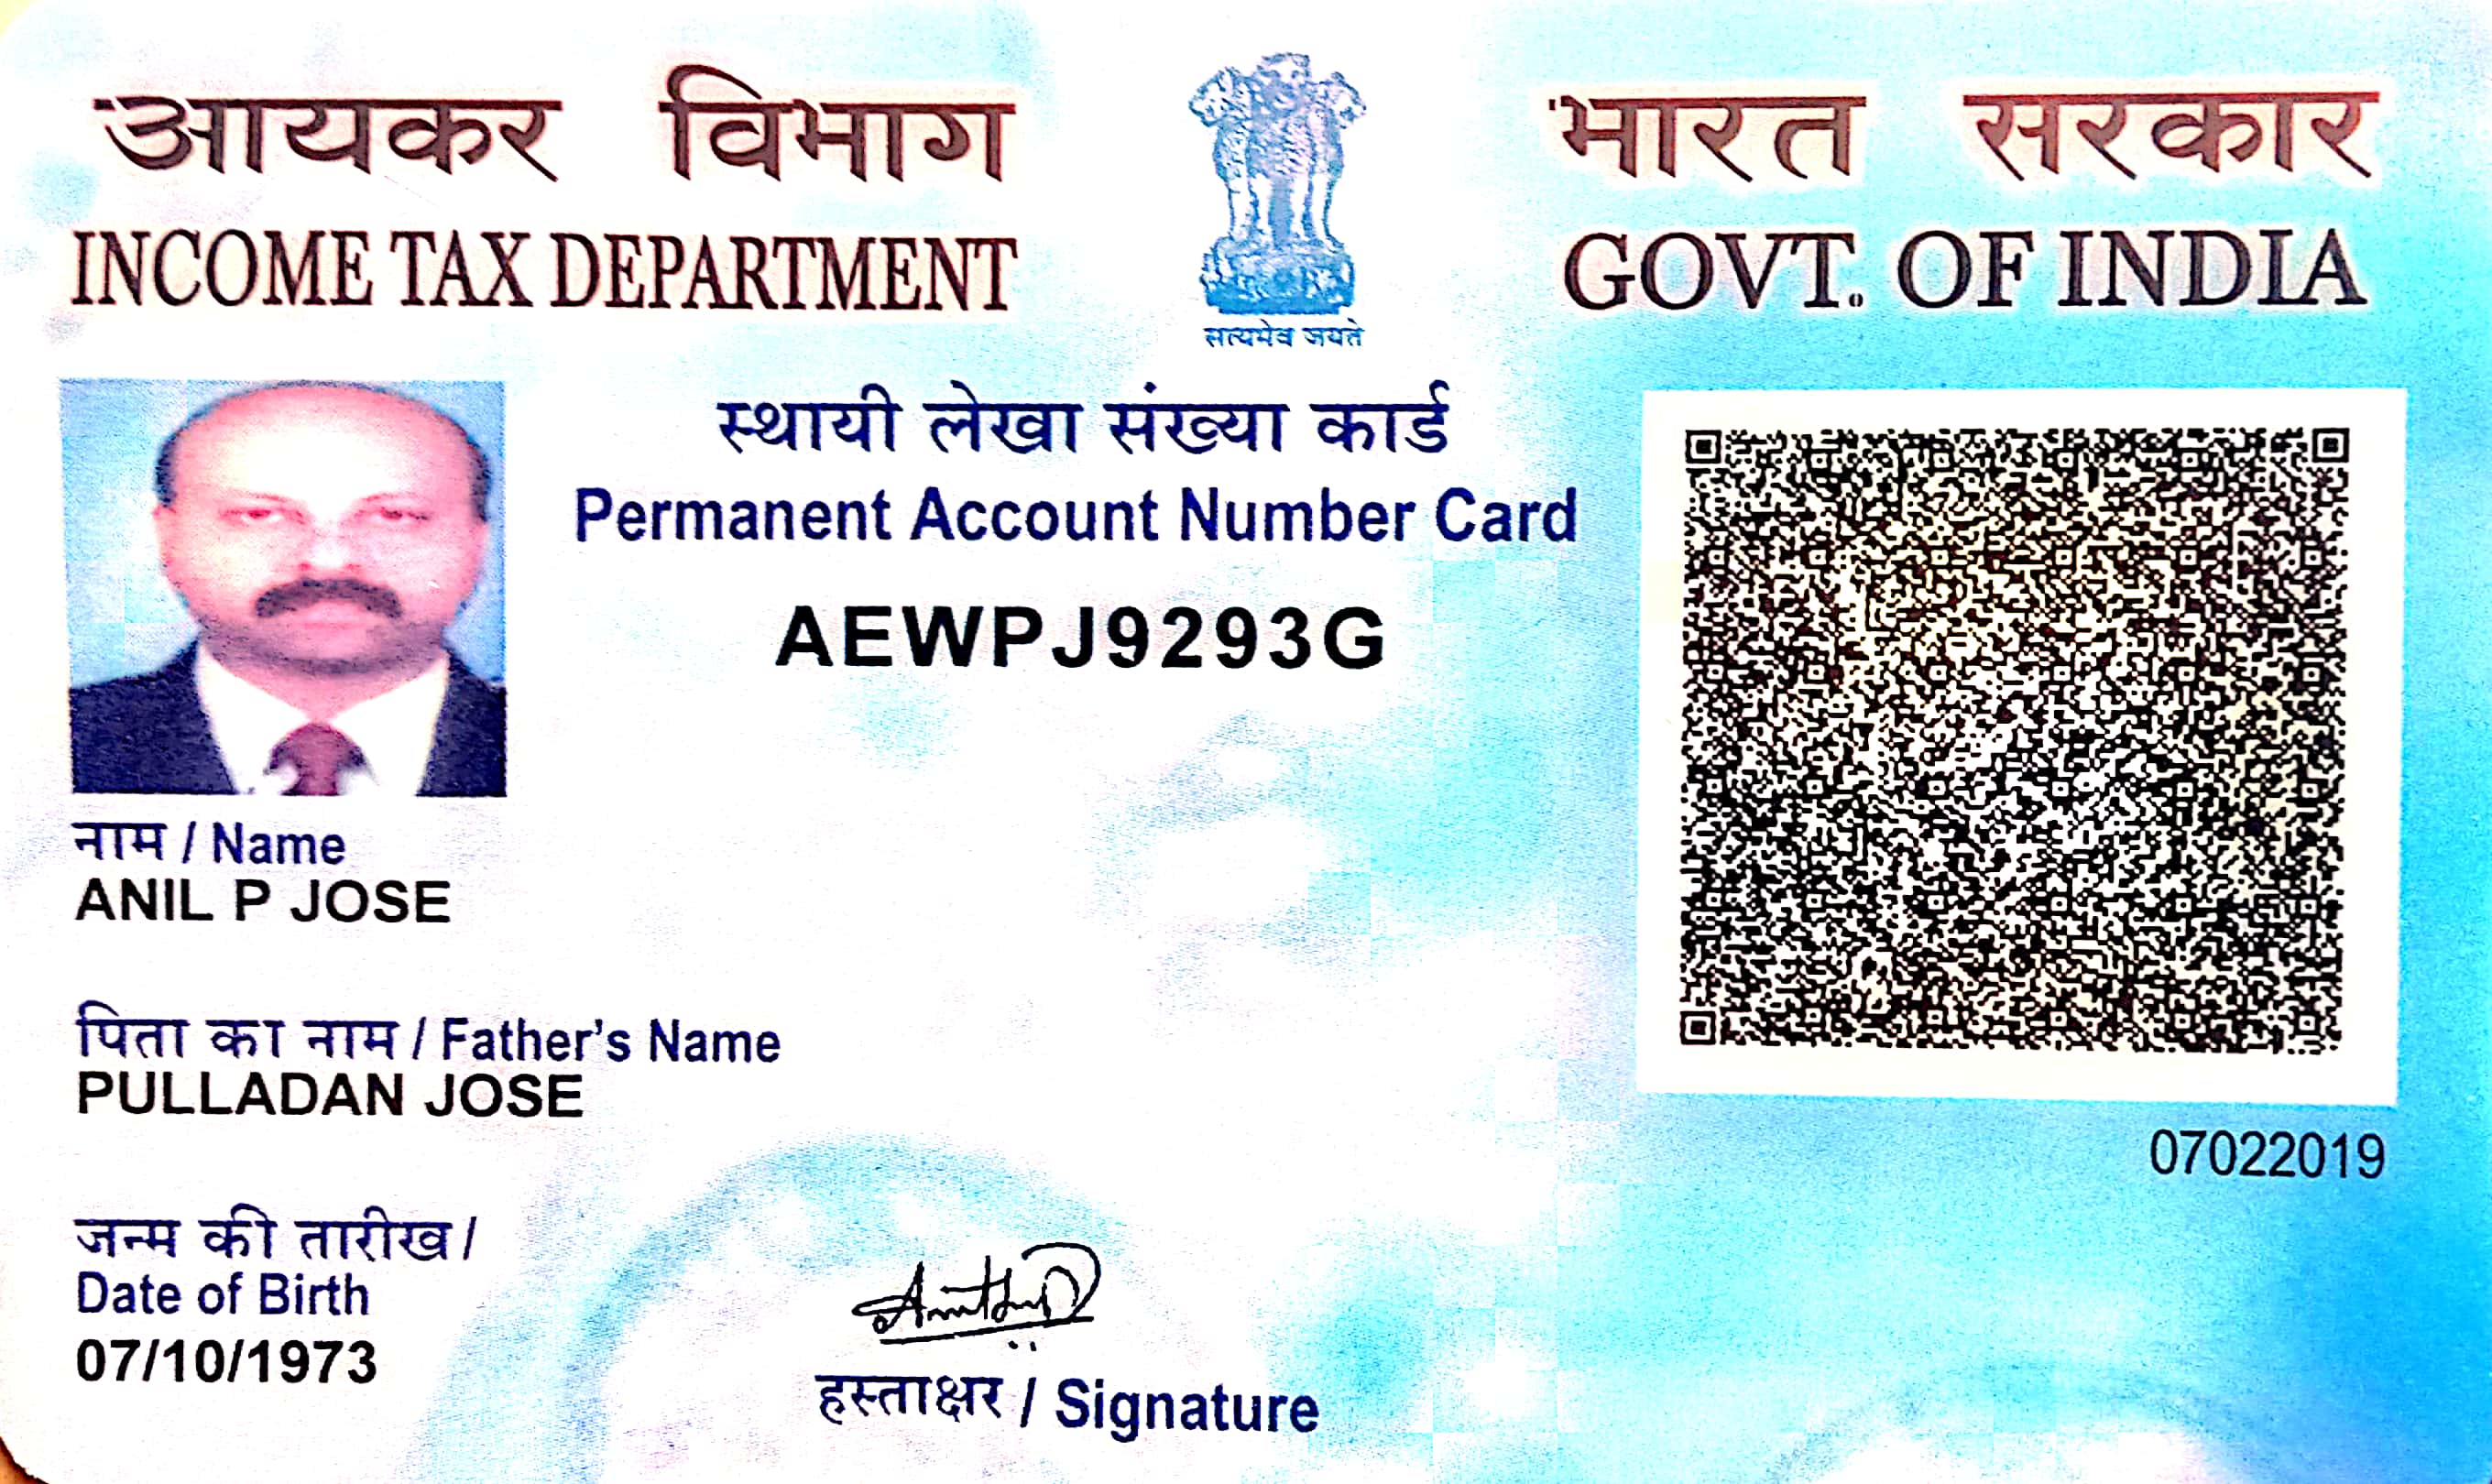 आयकर विभाग
INCOME TAX DEPARTMENT
सत्यमेव जयते
भारत सरकार
GOVT. OF INDIA
स्थायी लेखा संख्या कार्ड
Permanent Account Number Card
AEWPJ9293G
नाम / Name
ANIL P JOSE
पिता का नाम / Father's Name
PULLADAN JOSE
जन्म की तारीख /
Date of Birth
07/10/1973
हस्ताक्षर / Signature
07022019